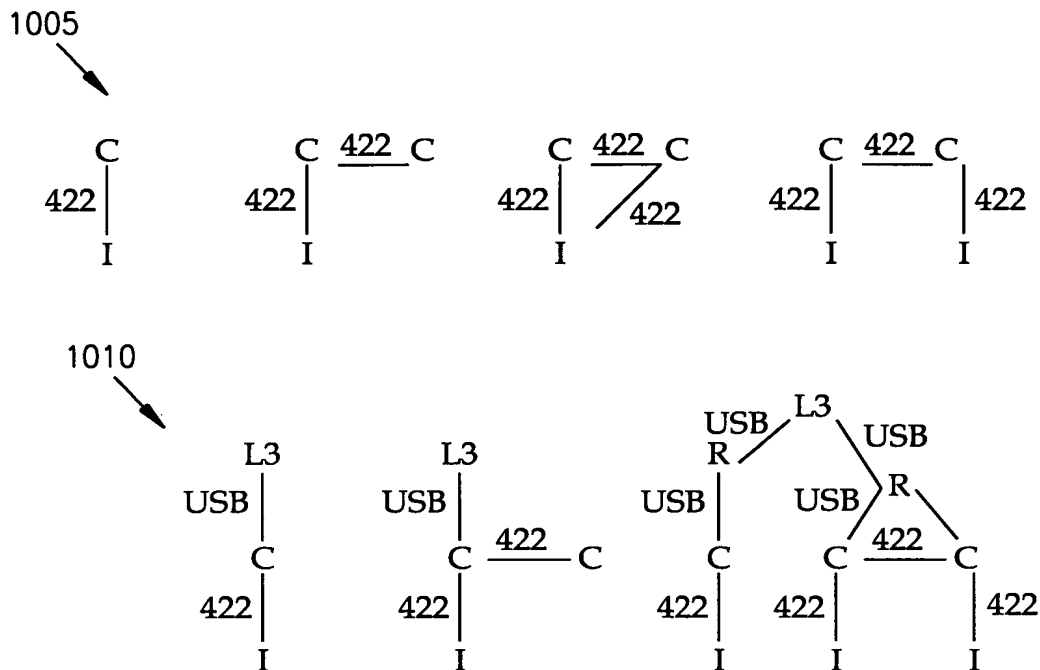 1005
C 422 C 422 C C 422 C
422 422 422 422 422 422
I I I I I
1010
L3
USB USB
L3 L3 R
USB USB USB USB R
C C 422 C C C 422 C
422 422 422 422 422
I I I I I